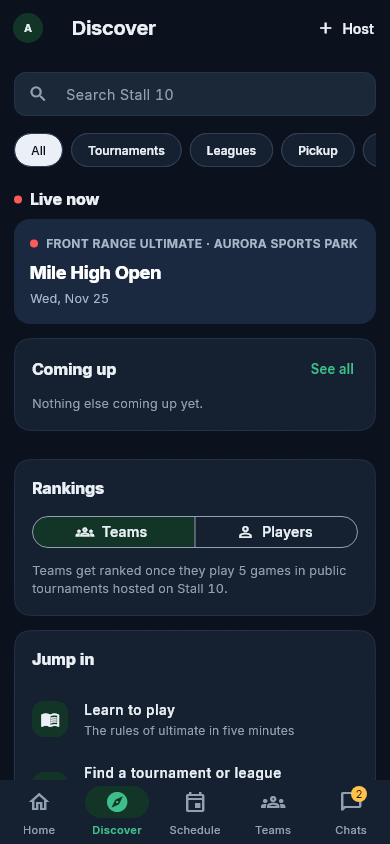 A
Discover
+ Host
Search Stall 10
All
Tournaments
Leagues
Pickup
Live now
FRONT RANGE ULTIMATE · AURORA SPORTS PARK
Mile High Open
Wed, Nov 25
Coming up
See all
Nothing else coming up yet.
Rankings
Teams
Players
Teams get ranked once they play 5 games in public
tournaments hosted on Stall 10.
Jump in
Learn to play
The rules of ultimate in five minutes
Find a tournament or league
2
Home
Discover
Schedule
Teams
Chats